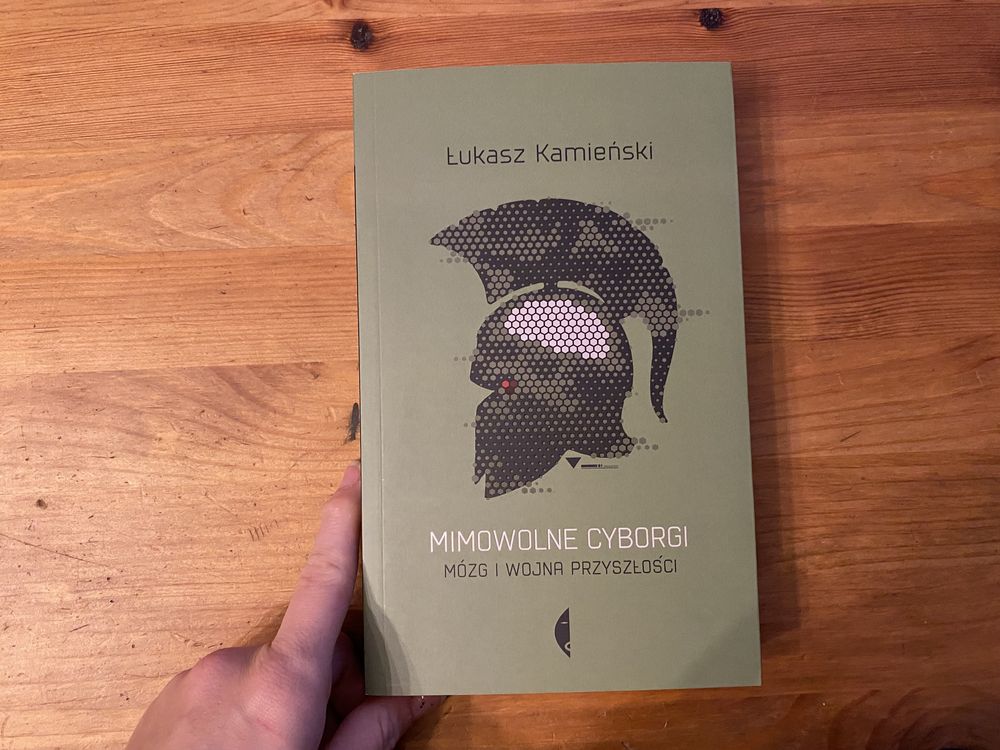 Łukasz Kamieński
MIMOWOLNE CYBORGI
MÓZG I WOJNA PRZYSZŁOŚCI